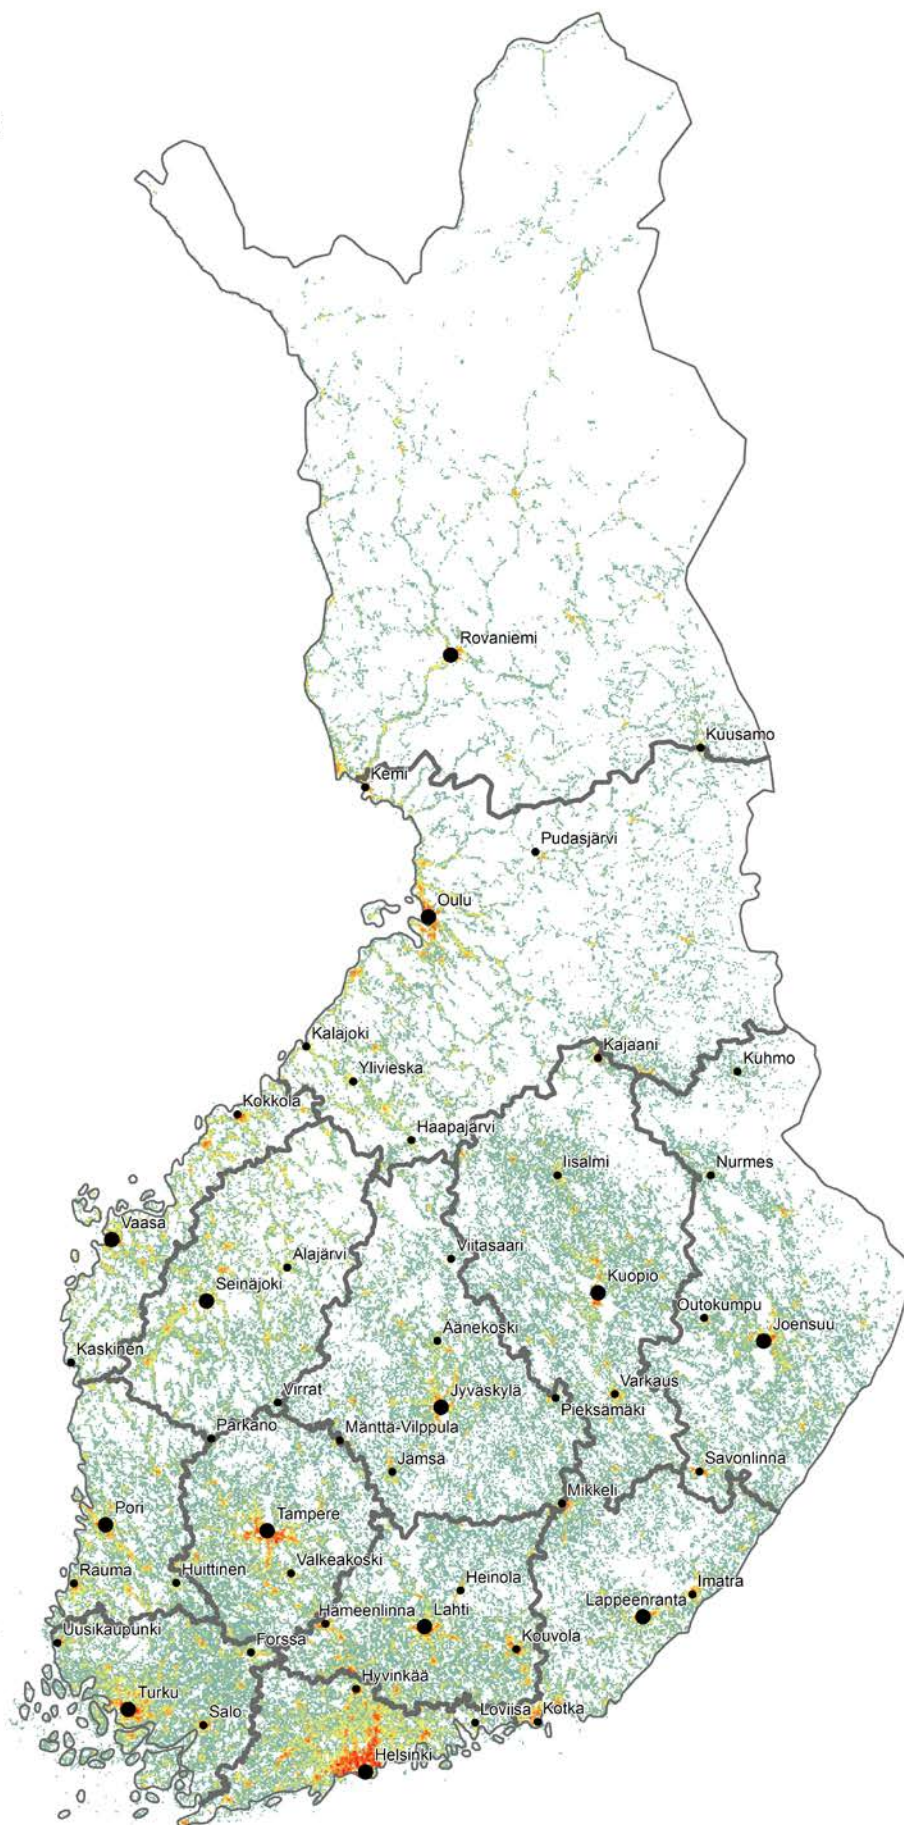 Rovaniemi
Kuusamo
Kemi
Pudasjärvi
Oulu
Kalajoki
Kajaani
Kuhmo
Ylivieska
Kokkola
Haapajärvi
Iisalmi
Nurmes
Vaasa
Alajärvi
Viitasaari
Seinäjoki
Kuopio
Outokumpu
Joensuu
Äänekoski
Kaskinen
Virrat
Jyväskylä
Varkaus
Pieksämäki
Parkano
Mänttä-Vilppula
Jämsä
Savonlinna
Mikkeli
Pori
Tampere
Valkeakoski
Rauma
Huittinen
Heinola
Imatra
Lappeenranta
Hämeenlinna
Lahti
Uusikaupunki
Forssa
Kouvola
Hyvinkää
Turku
Salo
Loviisa
Kotka
Helsinki